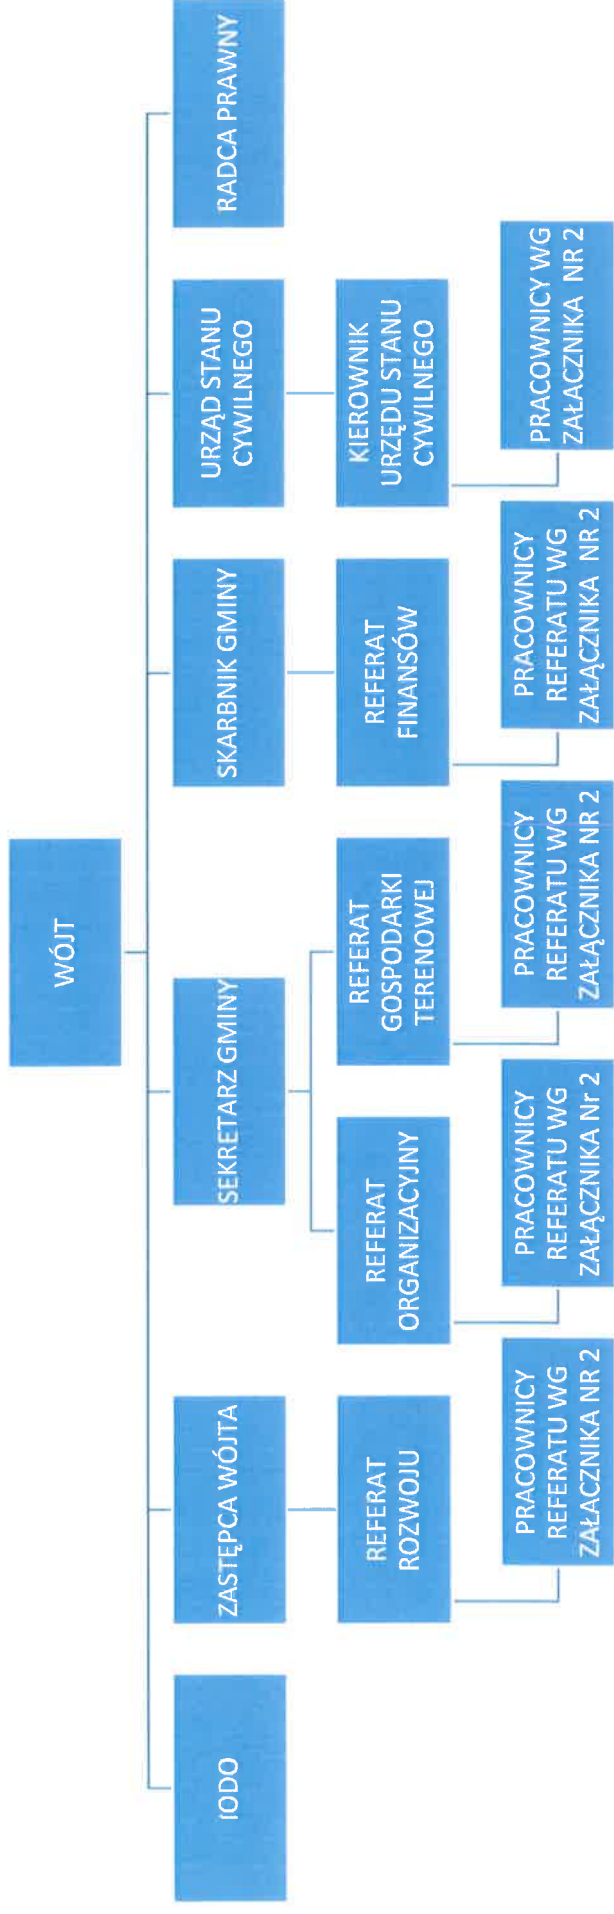 WÓJT
IODO
ZASTĘPCA WÓJTA
SEKRETARZ GMINY
SKARBNIK GMINY
URZĄD STANU
CYWILNEGO
RADCA PRAWNY
REFERAT
ROZWOJU
REFERAT
ORGANIZACYJNY
REFERAT
GOSPODARKI
TERENOWEJ
REFERAT
FINANSÓW
KIEROWNIK
URZĘDU STANU
CYWILNEGO
PRACOWNICY
REFERATU WG
ZAŁACZNIKA NR 2
PRACOWNICY
REFERATU WG
ZAŁĄCZNIKA Nr 2
PRACOWNICY
REFERATU WG
ZAŁĄCZNIKA NR 2
PRACOWNICY
REFERATU WG
ZAŁĄCZNIKA NR 2
PRACOWNICY WG
ZAŁACZNIKA NR 2